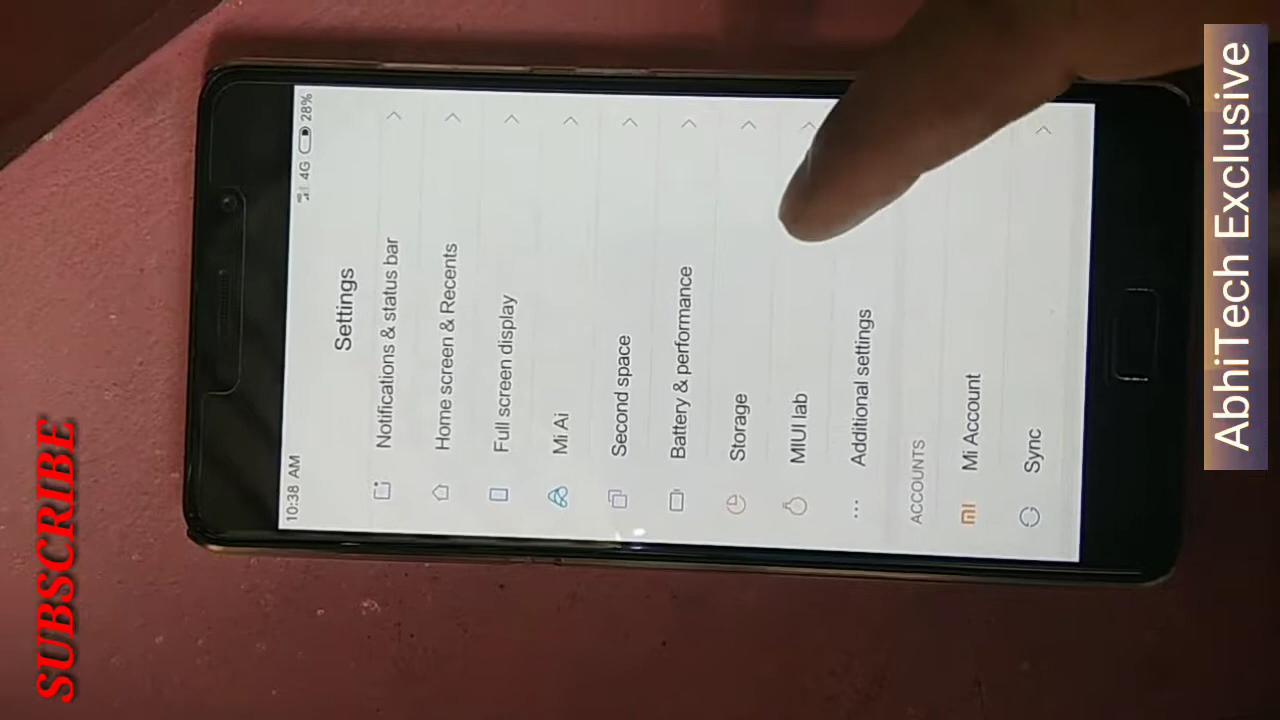 SUBSCRIBE
10:38 AM
4G 28%
Settings
Notifications & status bar
Home screen & Recents
Full screen display
Mi Ai
Second space
Battery & performance
Storage
MIUI lab
Additional settings
ACCOUNTS
Mi Account
Sync
AbhiTech Exclusive